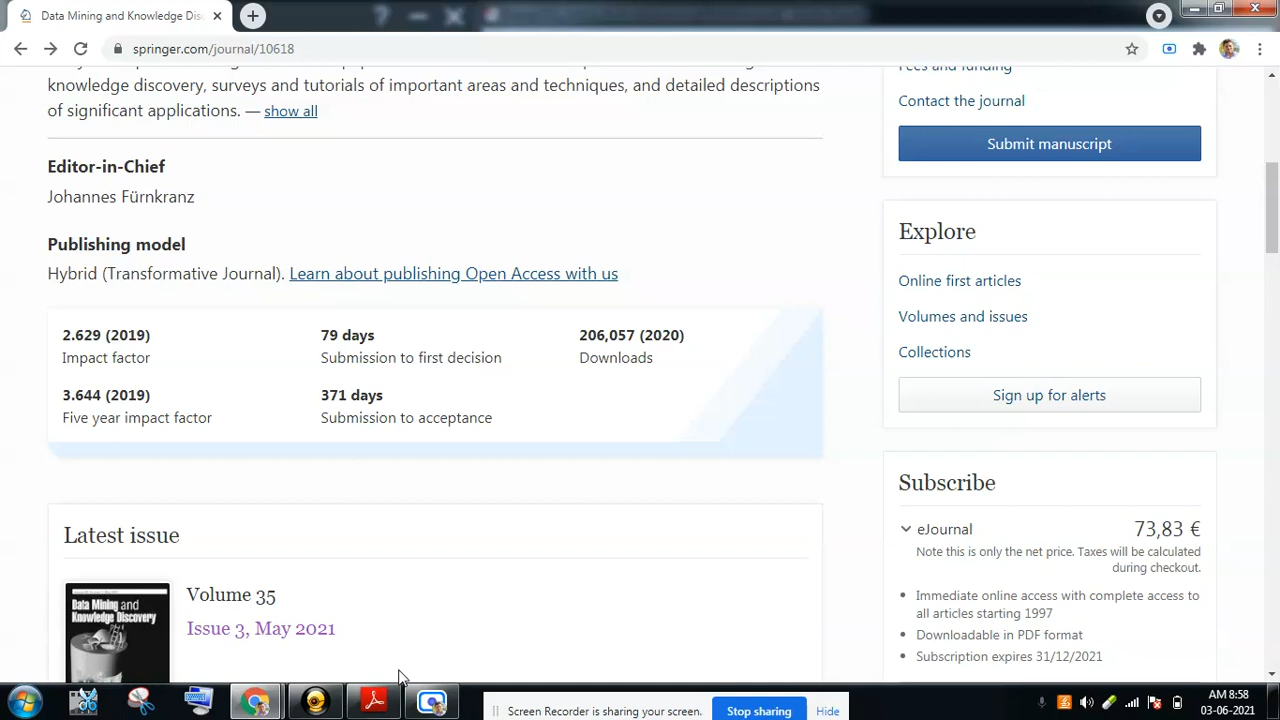 Data Mining and Knowledge Dis
springer.com/journal/10618
knowledge discovery, surveys and tutorials of important areas and techniques, and detailed descriptions
of significant applications. — show all
Editor-in-Chief
Johannes Fürnkranz
Publishing model
Hybrid (Transformative Journal). Learn about publishing Open Access with us
2.629 (2019)
Impact factor
79 days
Submission to first decision
206,057 (2020)
Downloads
3.644 (2019)
Five year impact factor
371 days
Submission to acceptance
Latest issue
Data Mining and
Knowledge Discovery
Volume 35
Issue 3, May 2021
Fees and funding
Contact the journal
Submit manuscript
Explore
Online first articles
Volumes and issues
Collections
Sign up for alerts
Subscribe
eJournal 73,83 €
Note this is only the net price. Taxes will be calculated
during checkout.
Immediate online access with complete access to
all articles starting 1997
Downloadable in PDF format
Subscription expires 31/12/2021
Screen Recorder is sharing your screen. Stop sharing Hide
AM 8:58
03-06-2021